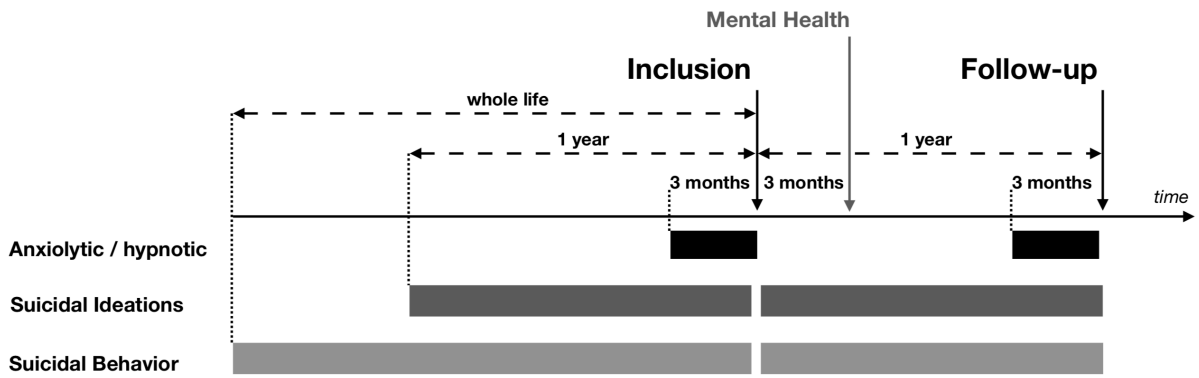 Mental Health
Inclusion
Follow-up
whole life
1 year
1 year
3 months
3 months
3 months
time
Anxiolytic / hypnotic
Suicidal Ideations
Suicidal Behavior